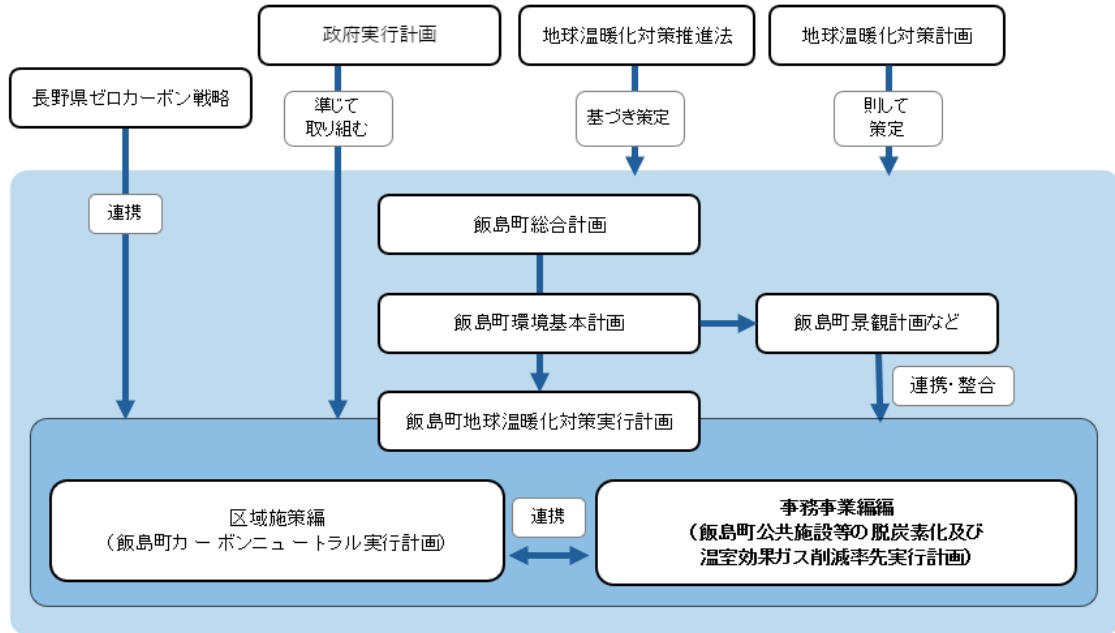 政府実行計画
地球温暖化対策推進法
地球温暖化対策計画
長野県ゼロカーボン戦略
準じて
取り組む
基づき策定
則して
策定
連携
飯島町総合計画
飯島町環境基本計画
飯島町景観計画など
連携・整合
飯島町地球温暖化対策実行計画
区域施策編
（飯島町カーボンニュートラル実行計画）
連携
事務事業編編
（飯島町公共施設等の脱炭素化及び
温室効果ガス削減率先実行計画）